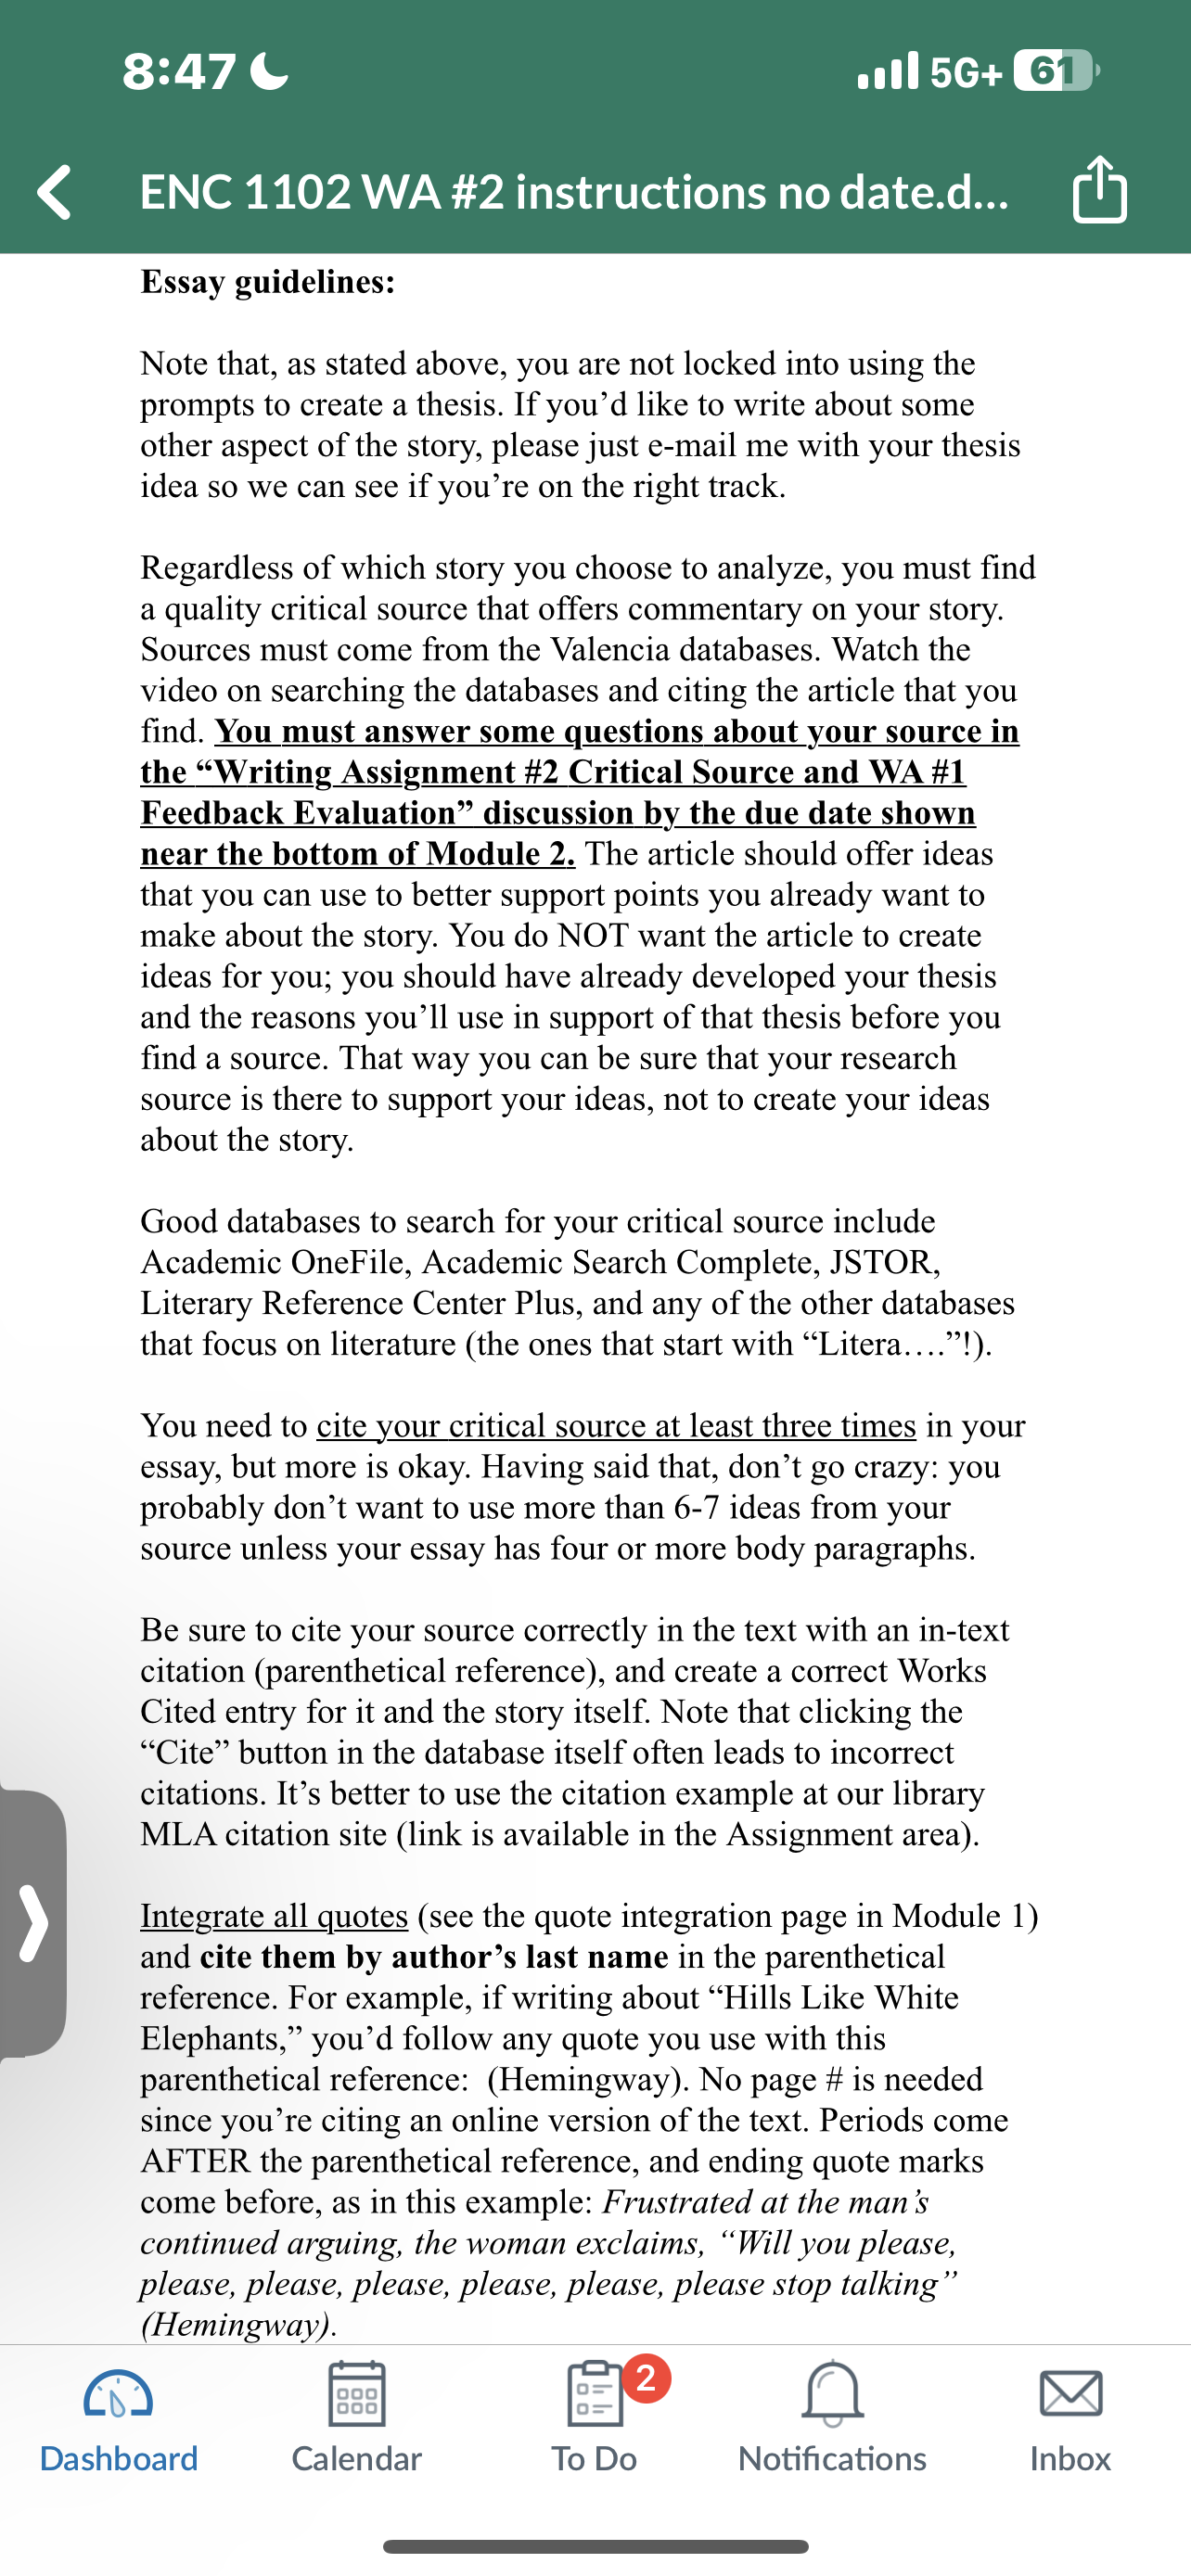 8:47
5G+
61
ENC 1102 WA #2 instructions no date.d...
Essay guidelines:
Note that, as stated above, you are not locked into using the
prompts to create a thesis. If you’d like to write about some
other aspect of the story, please just e-mail me with your thesis
idea so we can see if you’re on the right track.
Regardless of which story you choose to analyze, you must find
a quality critical source that offers commentary on your story.
Sources must come from the Valencia databases. Watch the
video on searching the databases and citing the article that you
find. You must answer some questions about your source in
the “Writing Assignment #2 Critical Source and WA #1
Feedback Evaluation” discussion by the due date shown
near the bottom of Module 2. The article should offer ideas
that you can use to better support points you already want to
make about the story. You do NOT want the article to create
ideas for you; you should have already developed your thesis
and the reasons you’ll use in support of that thesis before you
find a source. That way you can be sure that your research
source is there to support your ideas, not to create your ideas
about the story.
Good databases to search for your critical source include
Academic OneFile, Academic Search Complete, JSTOR,
Literary Reference Center Plus, and any of the other databases
that focus on literature (the ones that start with “Litera….”!).
You need to cite your critical source at least three times in your
essay, but more is okay. Having said that, don’t go crazy: you
probably don’t want to use more than 6-7 ideas from your
source unless your essay has four or more body paragraphs.
Be sure to cite your source correctly in the text with an in-text
citation (parenthetical reference), and create a correct Works
Cited entry for it and the story itself. Note that clicking the
“Cite” button in the database itself often leads to incorrect
citations. It’s better to use the citation example at our library
MLA citation site (link is available in the Assignment area).
Integrate all quotes (see the quote integration page in Module 1)
and cite them by author’s last name in the parenthetical
reference. For example, if writing about “Hills Like White
Elephants,” you’d follow any quote you use with this
parenthetical reference:  (Hemingway). No page # is needed
since you’re citing an online version of the text. Periods come
AFTER the parenthetical reference, and ending quote marks
come before, as in this example: Frustrated at the man’s
continued arguing, the woman exclaims, “Will you please,
please, please, please, please, please, please stop talking”
(Hemingway).
2
Dashboard
Calendar
To Do
Notifications
Inbox